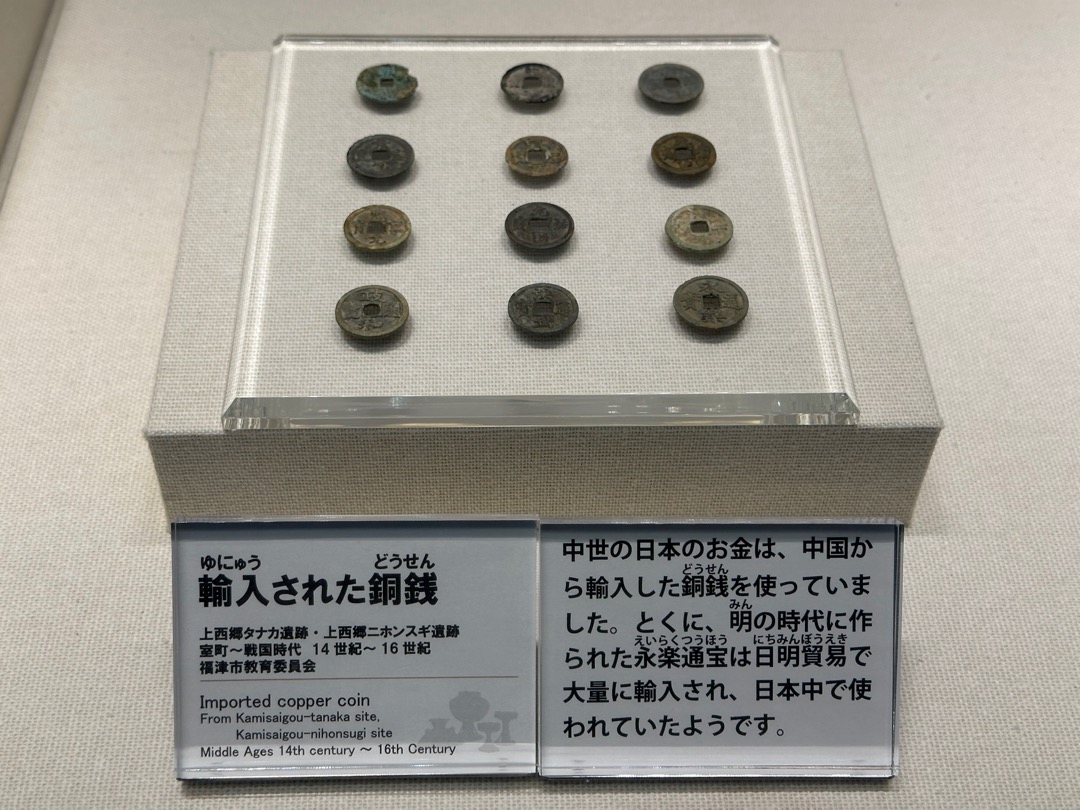 ゆにゅう どうせん
輸入された銅銭
上西郷タナカ遺跡・上西郷ニホンスギ遺跡
室町～戦国時代 14世紀～16世紀
福津市教育委員会
Imported copper coin
From Kamisaigou-tanaka site,
Kamisaigou-nihonsugi site
Middle Ages 14th century ～ 16th Century
中世の日本のお金は、中国か
どうせん
ら輸入した銅銭を使っていま
みん
した。とくに、明の時代に作
えいらくつうほう にちみんぼうえき
られた永楽通宝は日明貿易で
大量に輸入され、日本中で使
われていたようです。